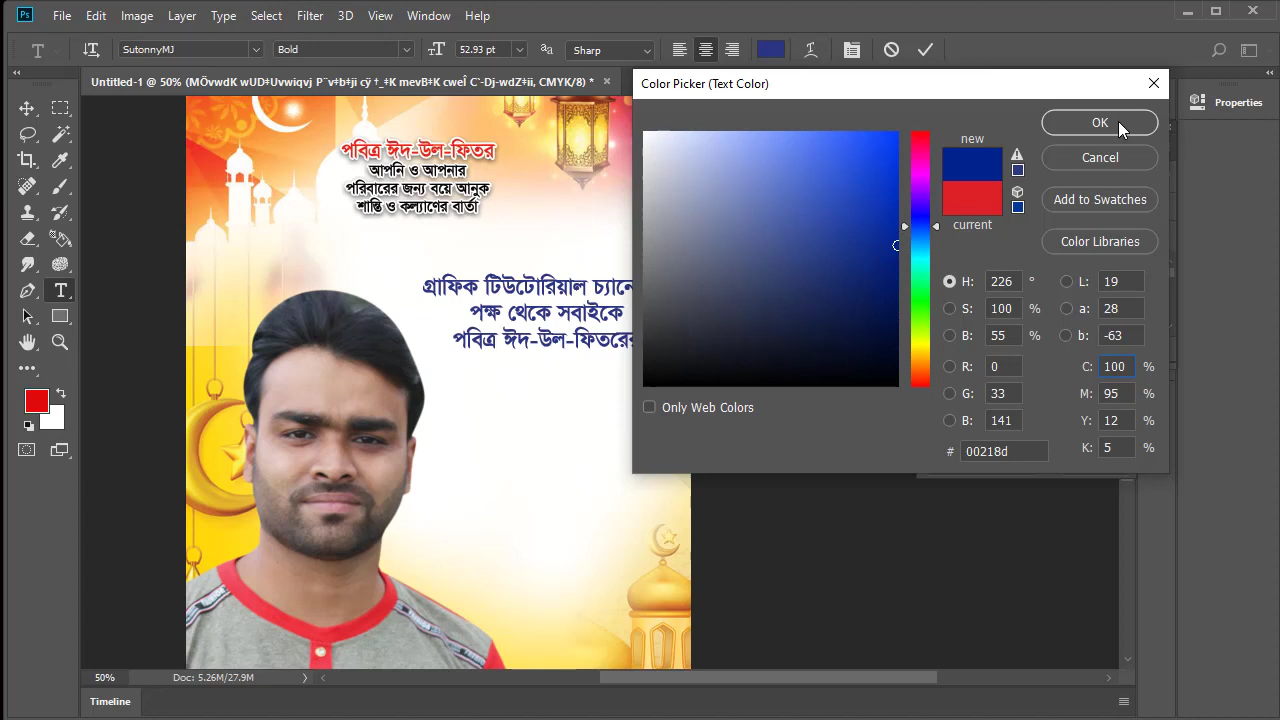 Ps File Edit Image Layer Type Select Filter 3D View Window Help
T SutonnyMJ Bold 52.93 pt Sharp
Untitled-1 @ 50% (MÖvwdK wUD‡Uvwiqvj P¨v‡b‡ji cÿ †_‡K mevB‡K cweÎ C`-Dj-wdZ‡ii, CMYK/8) *
Color Picker (Text Color)
Properties
পবিত্র ঈদ-উল-ফিতর
আপনি ও আপনার
পরিবারের জন্য বয়ে আনুক
শান্তি ও কল্যাণের বার্তা
গ্রাফিক টিউটোরিয়াল চ্যানে
পক্ষ থেকে সবাইকে
পবিত্র ঈদ-উল-ফিতরের
new
current
OK
Cancel
Add to Swatches
Color Libraries
H: 226 °
S: 100 %
B: 55 %
R: 0
G: 33
B: 141
# 00218d
L: 19
a: 28
b: -63
C: 100 %
M: 95 %
Y: 12 %
K: 5 %
Only Web Colors
50% Doc: 5.26M/27.9M
Timeline